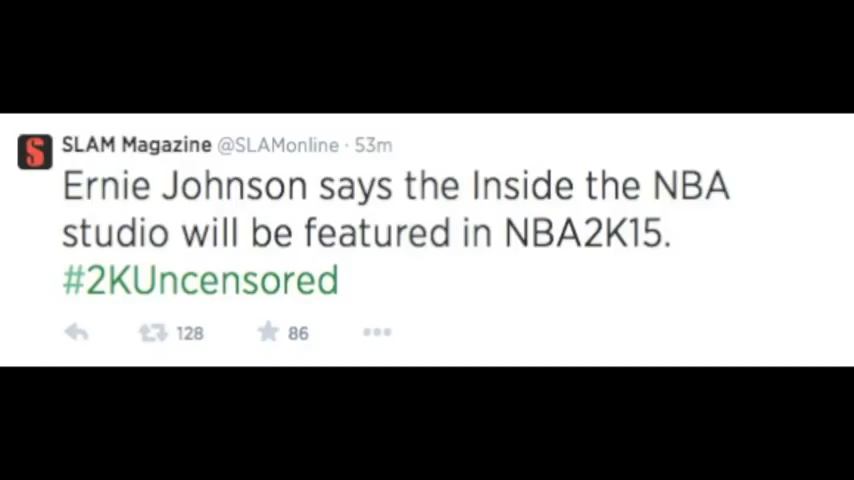 SLAM Magazine @SLAMonline · 53m
Ernie Johnson says the Inside the NBA
studio will be featured in NBA2K15.
#2KUncensored
128 86